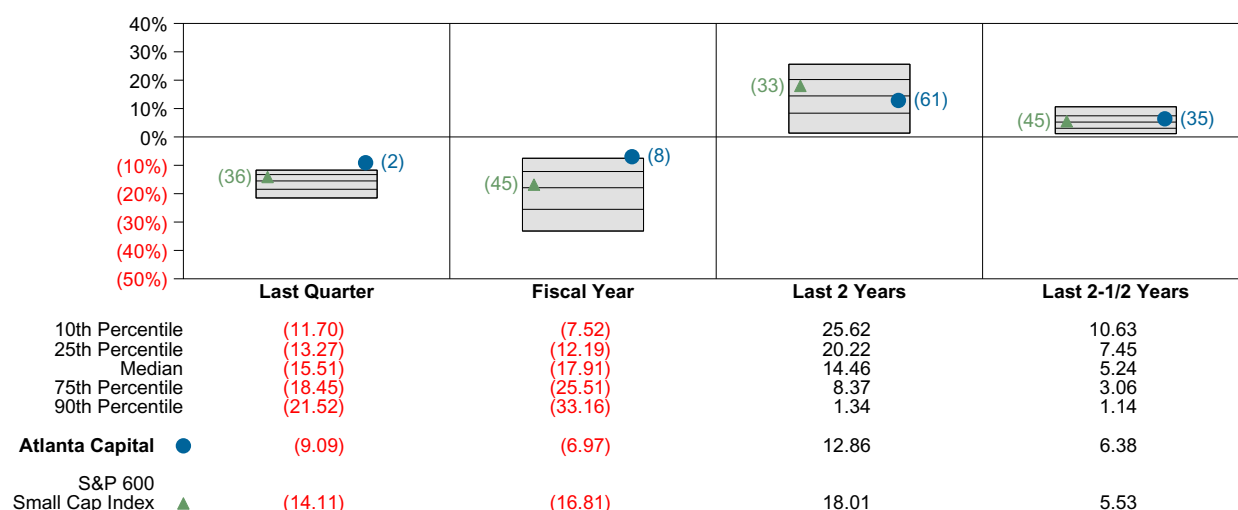 40%
30%
20%
10%
0%
(10%)
(20%)
(30%)
(40%)
(50%)
(36)
(2)
(45)
(8)
(33)
(61)
(45)
(35)
Last Quarter Fiscal Year Last 2 Years Last 2-1/2 Years
10th Percentile (11.70) (7.52) 25.62 10.63
25th Percentile (13.27) (12.19) 20.22 7.45
Median (15.51) (17.91) 14.46 5.24
75th Percentile (18.45) (25.51) 8.37 3.06
90th Percentile (21.52) (33.16) 1.34 1.14
Atlanta Capital (9.09) (6.97) 12.86 6.38
S&P 600
Small Cap Index (14.11) (16.81) 18.01 5.53